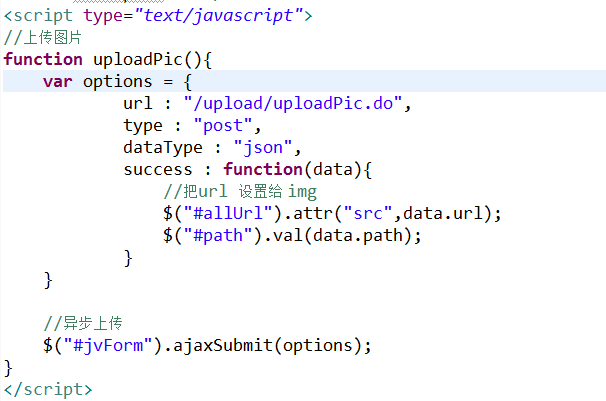 <script type="text/javascript">
//上传图片
function uploadPic(){
    var options = {
            url : "/upload/uploadPic.do",
            type : "post",
            dataType : "json",
            success : function(data){
                //把url 设置给 img
                $("#allUrl").attr("src",data.url);
                $("#path").val(data.path);
            }
    }

    //异步上传
    $("#jvForm").ajaxSubmit(options);
}
</script>